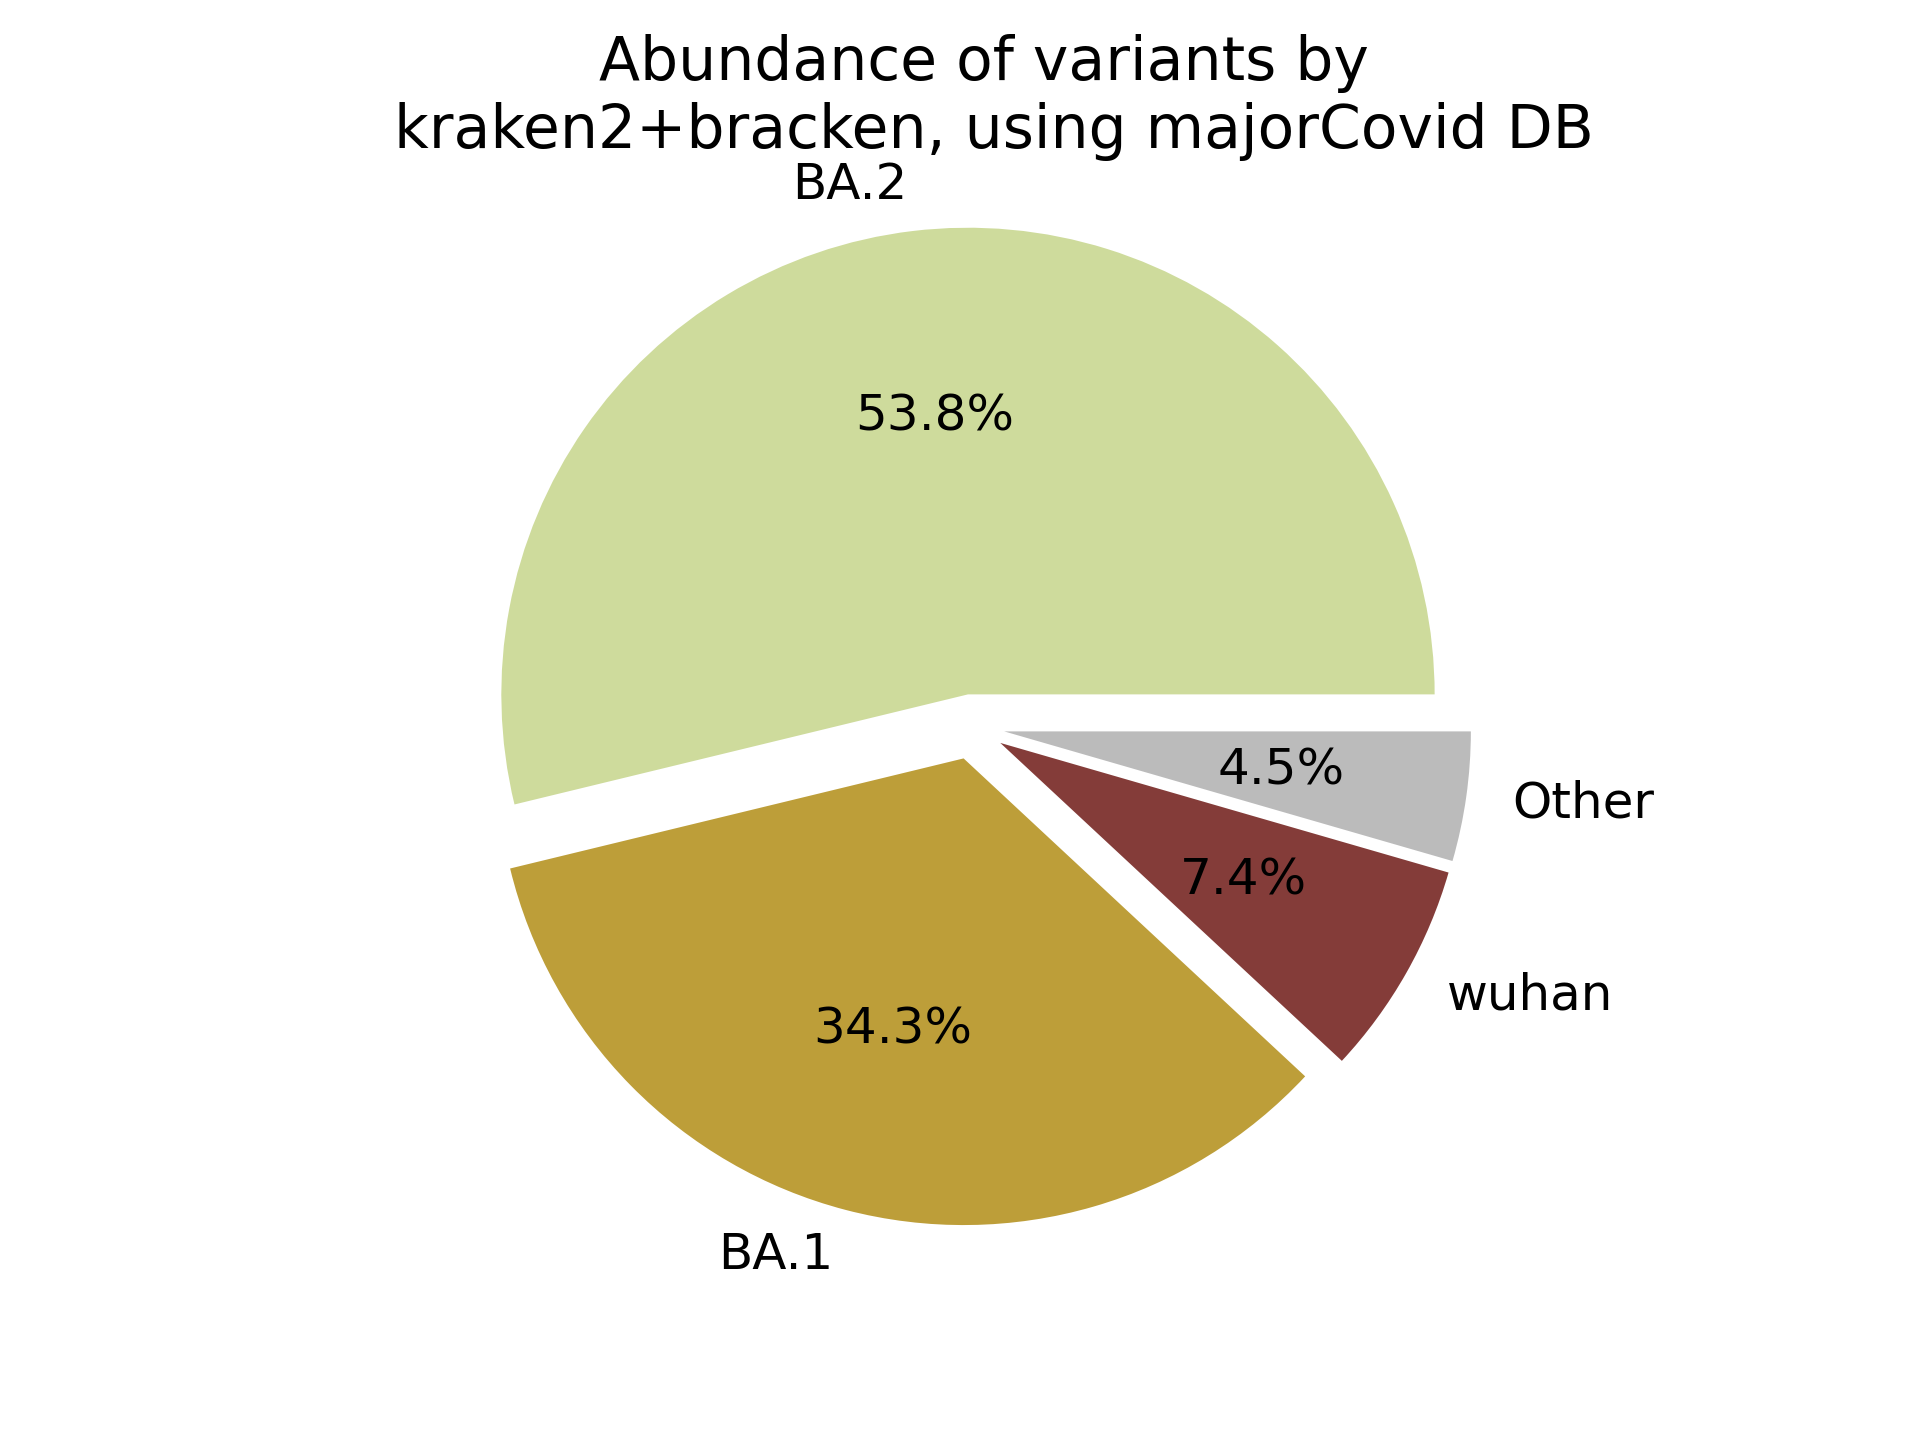 Abundance of variants by
kraken2+bracken, using majorCovid DB
BA.2
53.8%
4.5%
Other
7.4%
wuhan
34.3%
BA.1